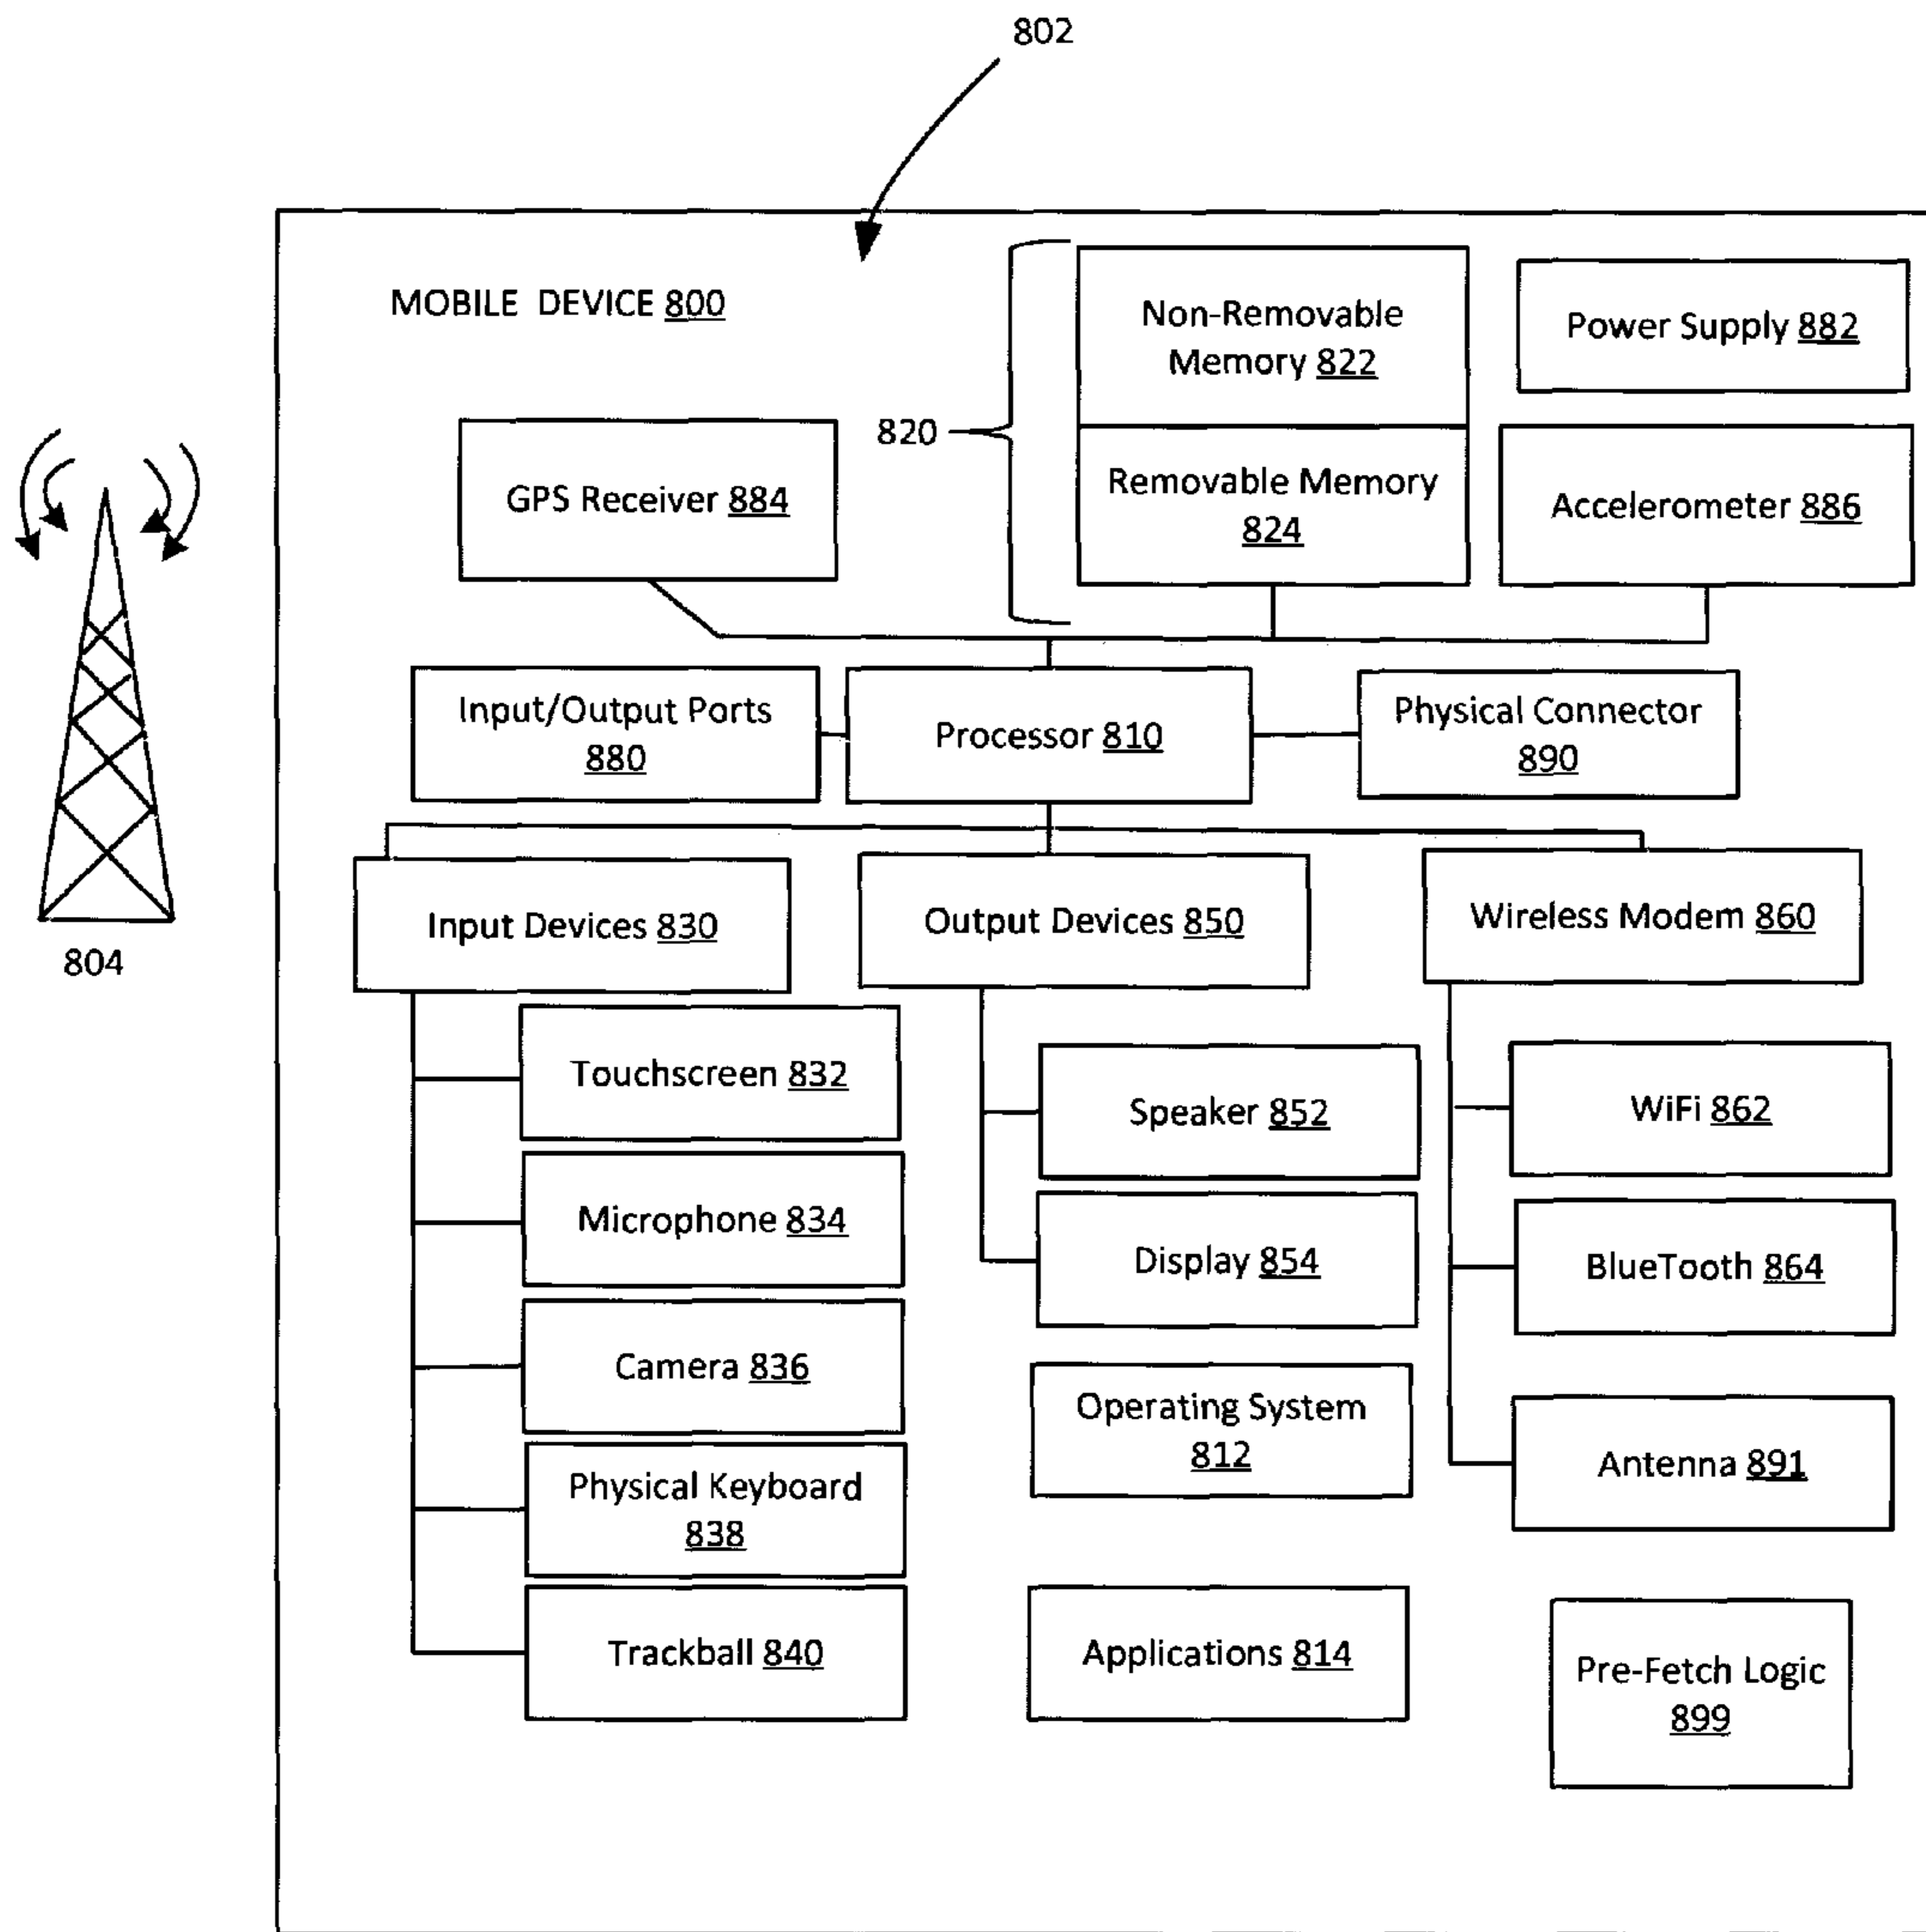 802
MOBILE DEVICE 800
Non-Removable
Memory 822
Power Supply 882
820
GPS Receiver 884
Removable Memory
824
Accelerometer 886
Input/Output Ports
880
Processor 810
Physical Connector
890
804
Input Devices 830
Output Devices 850
Wireless Modem 860
Touchscreen 832
Speaker 852
WiFi 862
Microphone 834
Display 854
BlueTooth 864
Camera 836
Operating System
812
Antenna 891
Physical Keyboard
838
Trackball 840
Applications 814
Pre-Fetch Logic
899